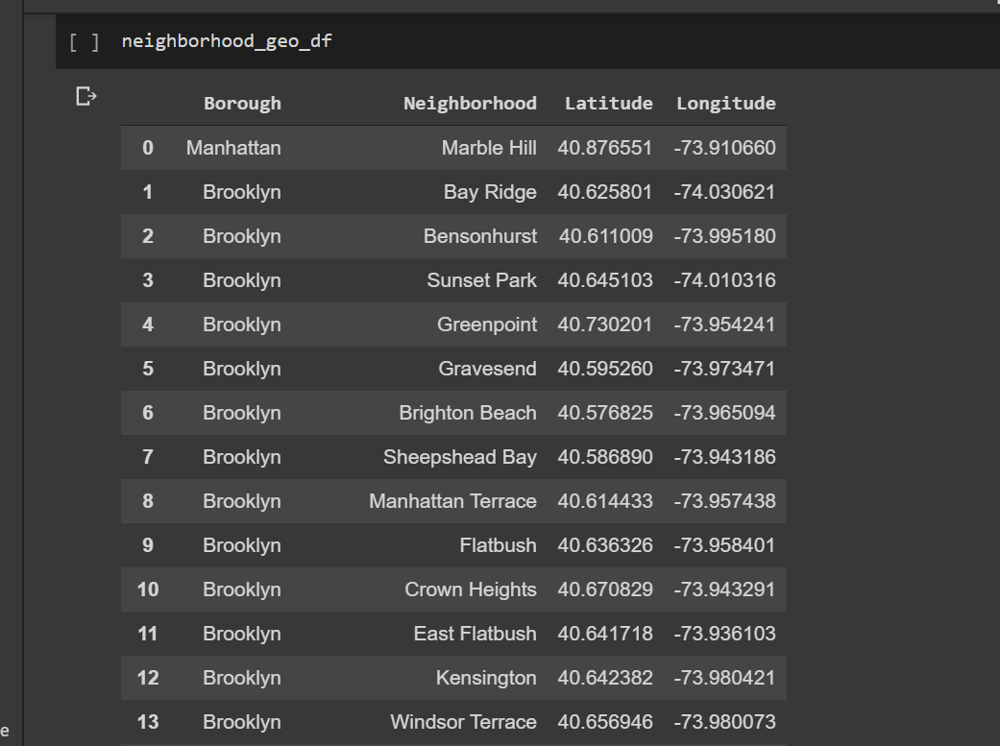 [ ] neighborhood_geo_df
Borough Neighborhood Latitude Longitude
0 Manhattan Marble Hill 40.876551 -73.910660
1 Brooklyn Bay Ridge 40.625801 -74.030621
2 Brooklyn Bensonhurst 40.611009 -73.995180
3 Brooklyn Sunset Park 40.645103 -74.010316
4 Brooklyn Greenpoint 40.730201 -73.954241
5 Brooklyn Gravesend 40.595260 -73.973471
6 Brooklyn Brighton Beach 40.576825 -73.965094
7 Brooklyn Sheepshead Bay 40.586890 -73.943186
8 Brooklyn Manhattan Terrace 40.614433 -73.957438
9 Brooklyn Flatbush 40.636326 -73.958401
10 Brooklyn Crown Heights 40.670829 -73.943291
11 Brooklyn East Flatbush 40.641718 -73.936103
12 Brooklyn Kensington 40.642382 -73.980421
13 Brooklyn Windsor Terrace 40.656946 -73.980073
e